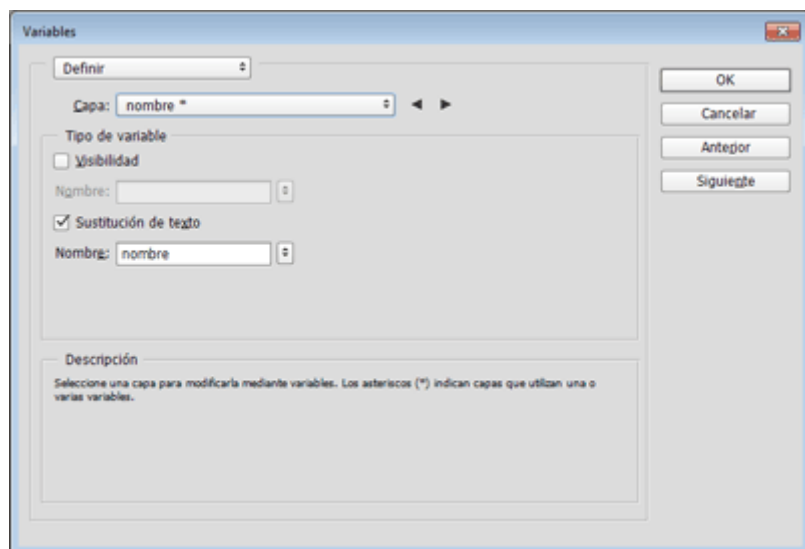 Variables
Definir
Capa: nombre *
Tipo de variable
Visibilidad
Nombre:
Sustitución de texto
Nombre: nombre
Descripción
Seleccione una capa para modificarla mediante variables. Los asteriscos (*) indican capas que utilizan una o
varias variables.
OK
Cancelar
Anterior
Siguiente